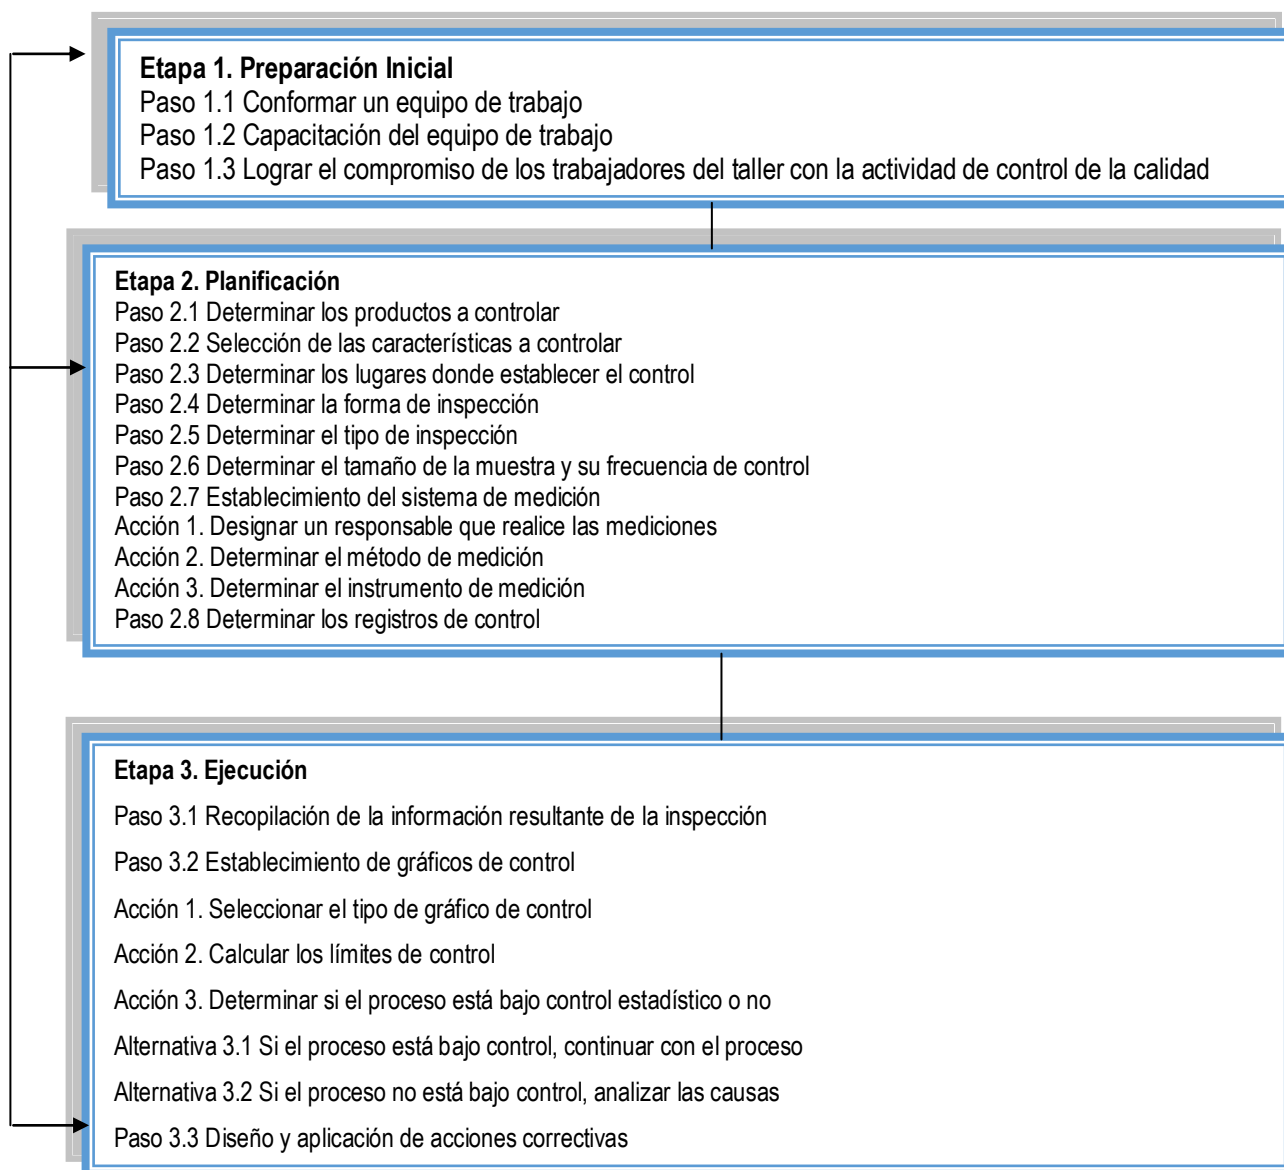 Etapa 1. Preparación Inicial
Paso 1.1 Conformar un equipo de trabajo
Paso 1.2 Capacitación del equipo de trabajo
Paso 1.3 Lograr el compromiso de los trabajadores del taller con la actividad de control de la calidad
Etapa 2. Planificación
Paso 2.1 Determinar los productos a controlar
Paso 2.2 Selección de las características a controlar
Paso 2.3 Determinar los lugares donde establecer el control
Paso 2.4 Determinar la forma de inspección
Paso 2.5 Determinar el tipo de inspección
Paso 2.6 Determinar el tamaño de la muestra y su frecuencia de control
Paso 2.7 Establecimiento del sistema de medición
Acción 1. Designar un responsable que realice las mediciones
Acción 2. Determinar el método de medición
Acción 3. Determinar el instrumento de medición
Paso 2.8 Determinar los registros de control
Etapa 3. Ejecución
Paso 3.1 Recopilación de la información resultante de la inspección
Paso 3.2 Establecimiento de gráficos de control
Acción 1. Seleccionar el tipo de gráfico de control
Acción 2. Calcular los límites de control
Acción 3. Determinar si el proceso está bajo control estadístico o no
Alternativa 3.1 Si el proceso está bajo control, continuar con el proceso
Alternativa 3.2 Si el proceso no está bajo control, analizar las causas
Paso 3.3 Diseño y aplicación de acciones correctivas